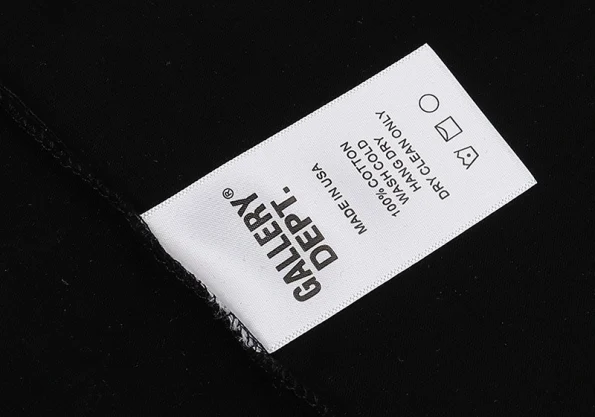 GALLERY®
DEPT.
MADE IN USA
100% COTTON
WASH COLD
HANG DRY
DRY CLEAN ONLY